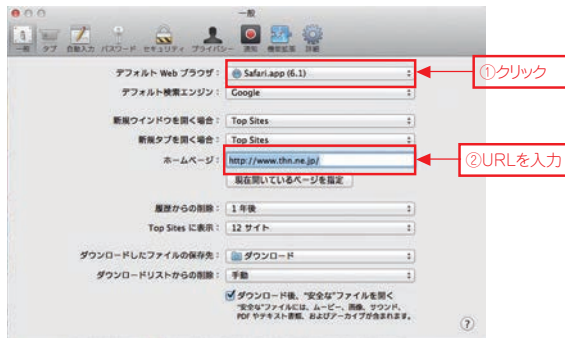 一般
一般 タブ 自動入力 パスワード セキュリティ プライバシー 通知 機能拡張 詳細
デフォルト Web ブラウザ： Safari.app (6.1)
①クリック
デフォルト検索エンジン： Google
新規ウインドウを開く場合： Top Sites
新規タブを開く場合： Top Sites
ホームページ： http://www.thn.ne.jp/
②URLを入力
現在開いているページを指定
履歴からの削除： 1 年後
Top Sites に表示： 12 サイト
ダウンロードしたファイルの保存先： ダウンロード
ダウンロードリストからの削除： 手動
ダウンロード後、"安全な"ファイルを開く
"安全な"ファイルには、ムービー、画像、サウンド、
PDF やテキスト書類、およびアーカイブが含まれます。
?